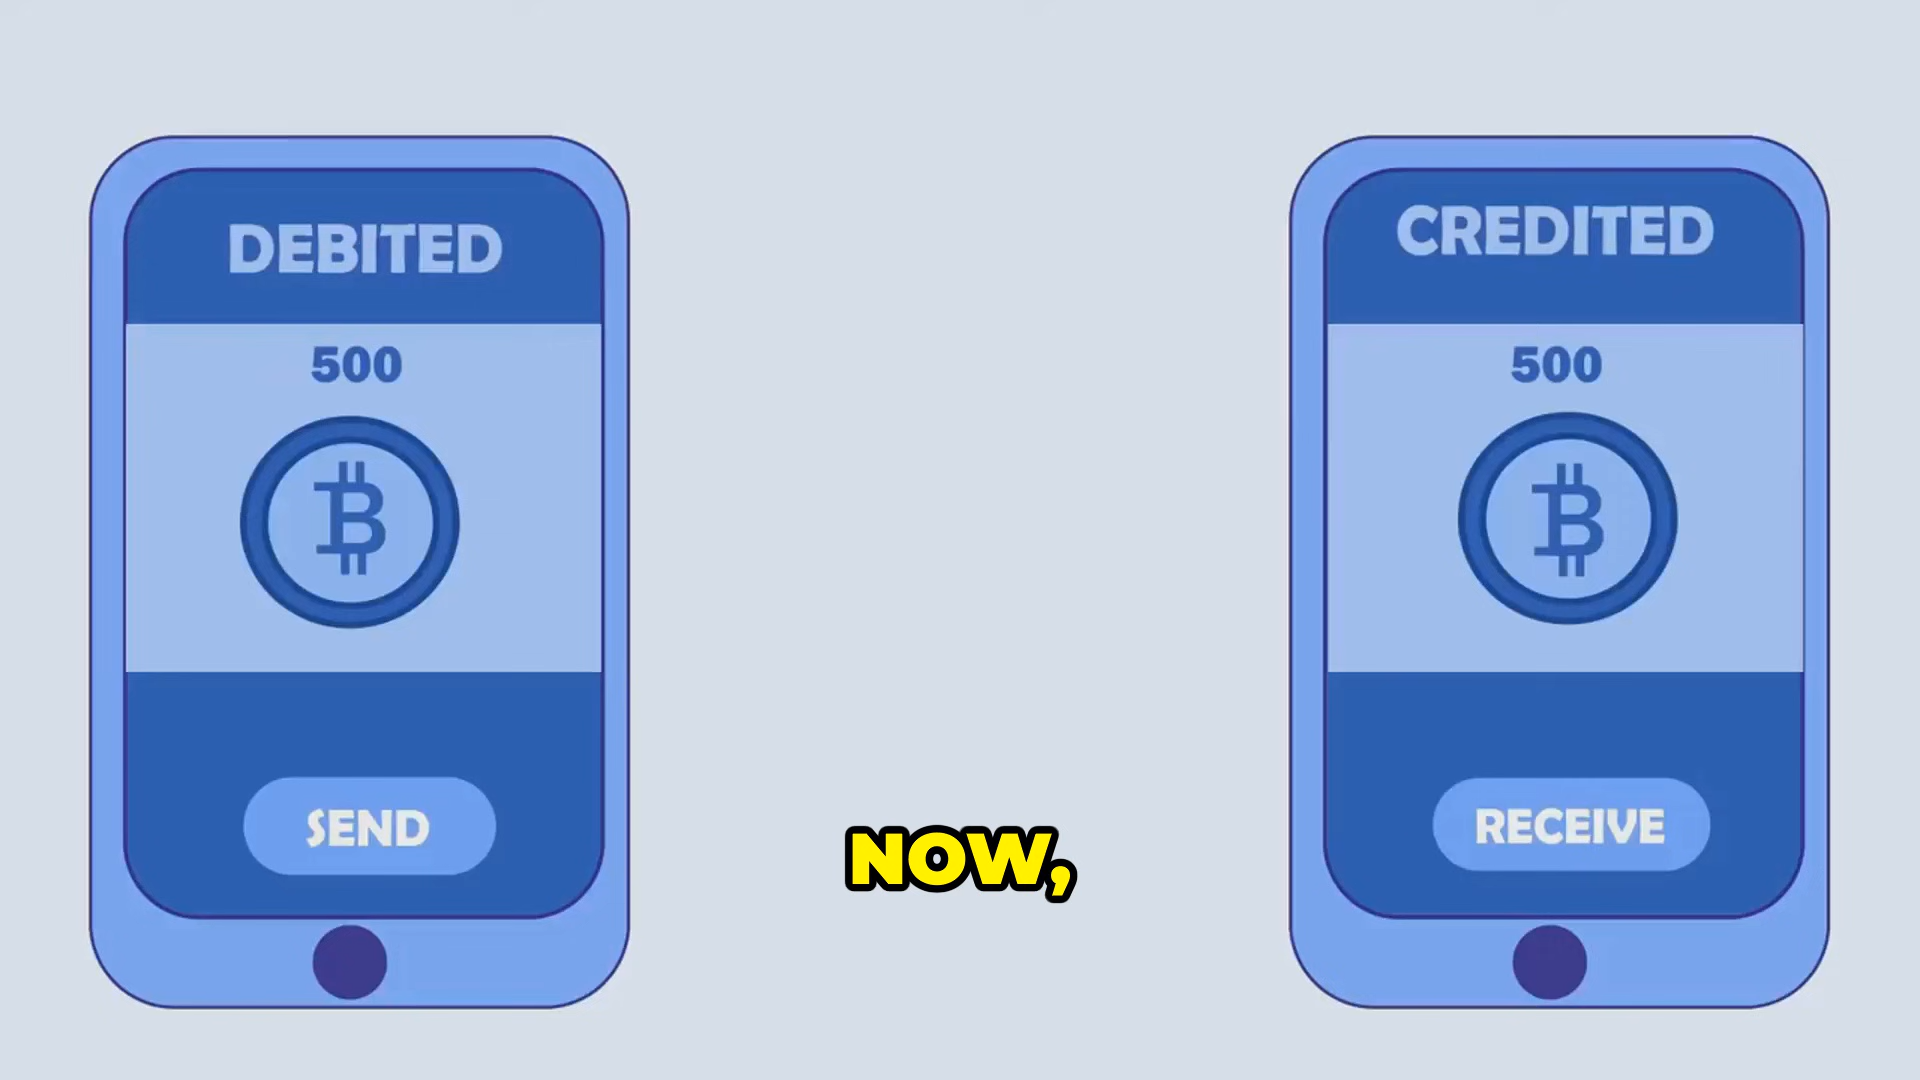 DEBITED
500
SEND
NOW,
CREDITED
500
RECEIVE